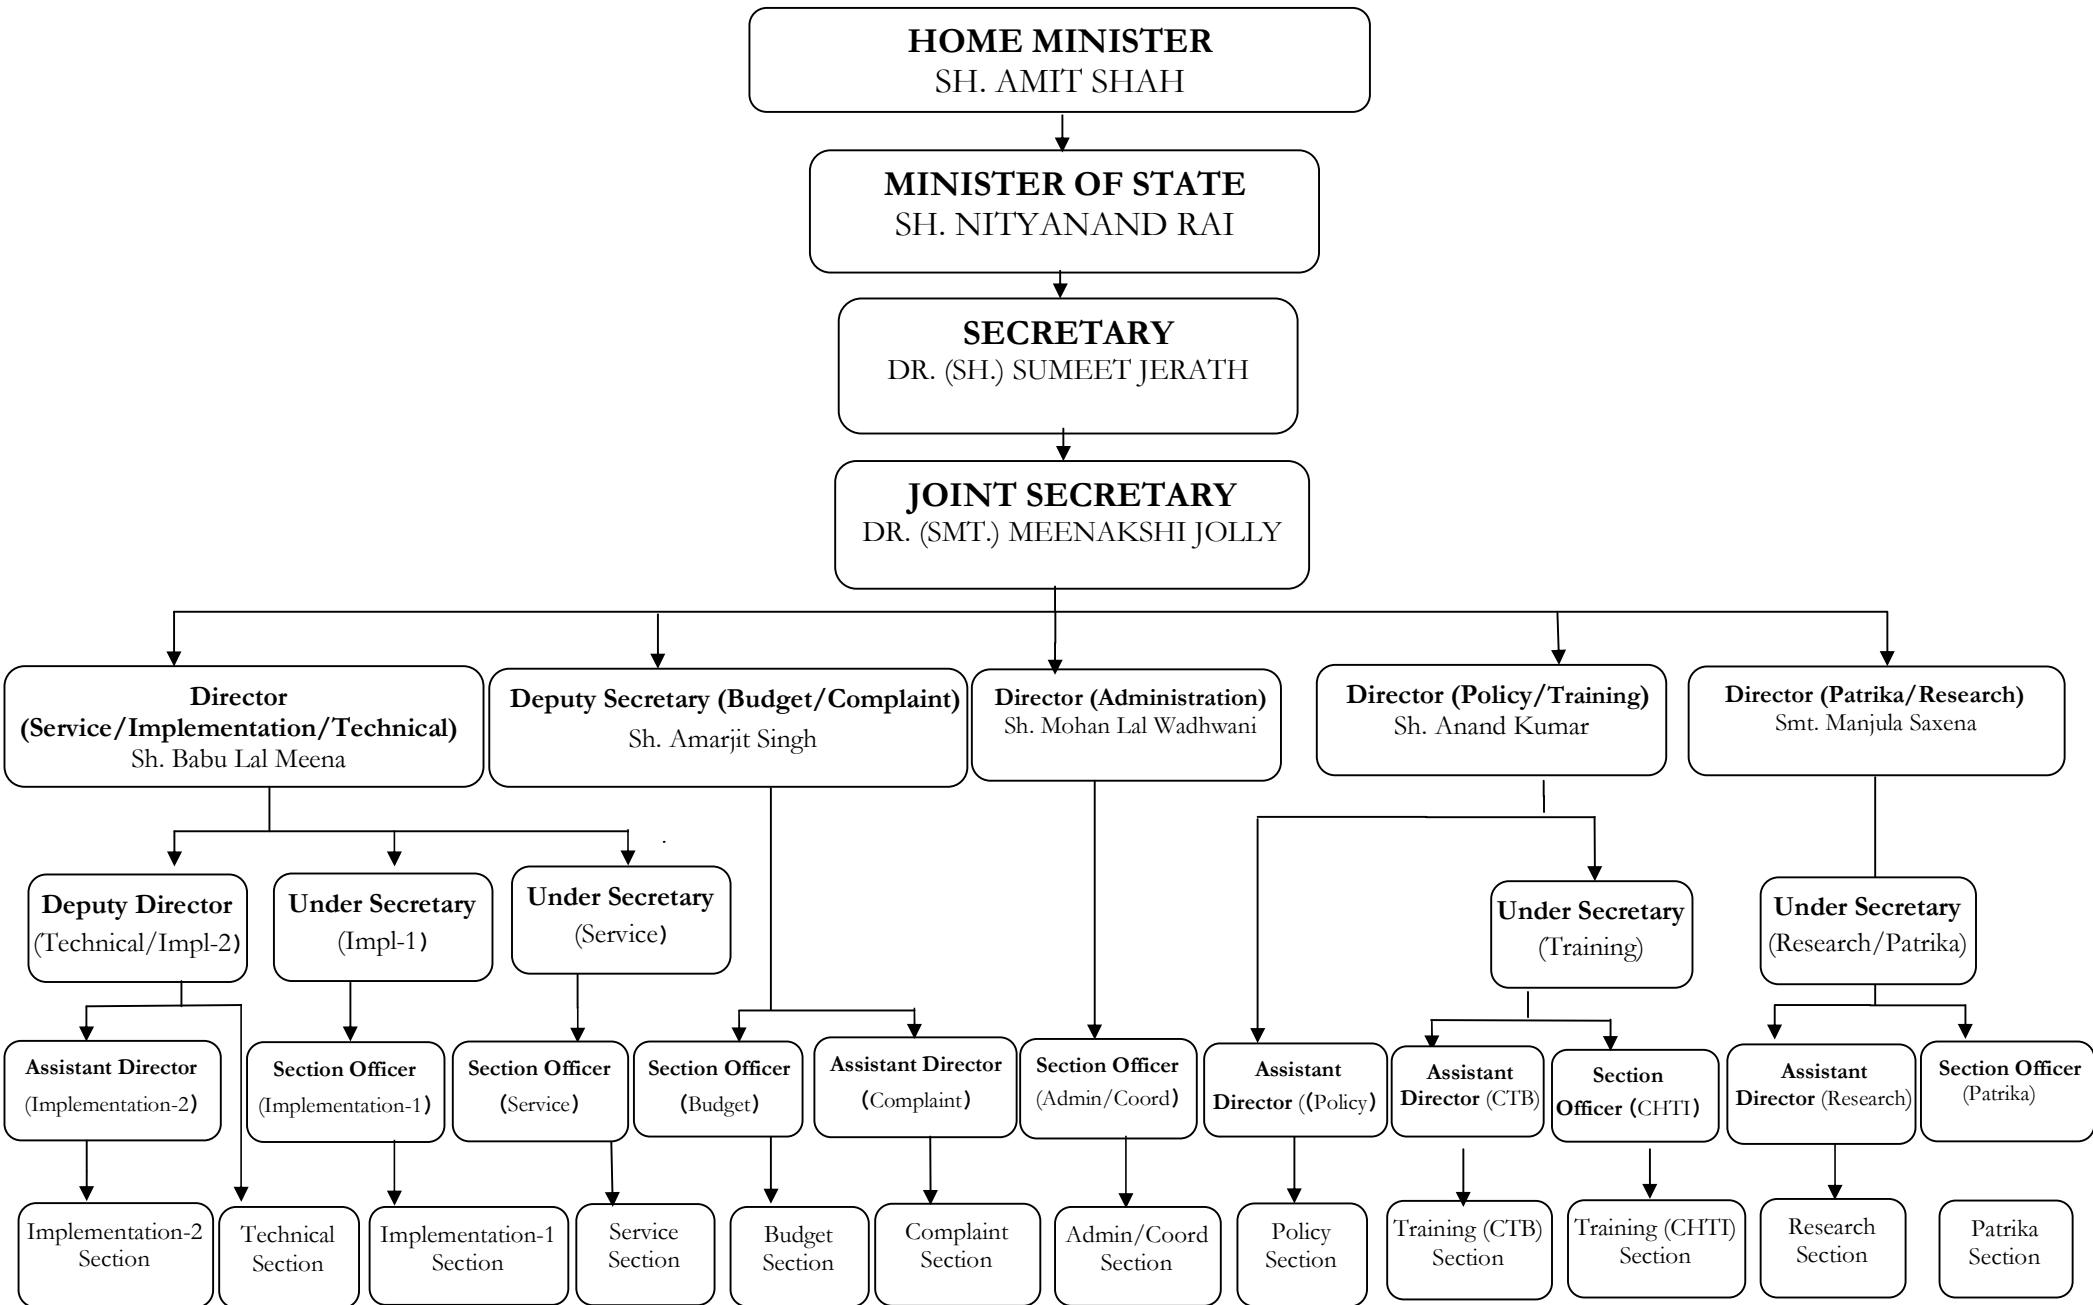 HOME MINISTER
SH. AMIT SHAH
MINISTER OF STATE
SH. NITYANAND RAI
SECRETARY
DR. (SH.) SUMEET JERATH
JOINT SECRETARY
DR. (SMT.) MEENAKSHI JOLLY
Director
(Service/Implementation/Technical)
Sh. Babu Lal Meena
Deputy Secretary (Budget/Complaint)
Sh. Amarjit Singh
Director (Administration)
Sh. Mohan Lal Wadhwani
Director (Policy/Training)
Sh. Anand Kumar
Director (Patrika/Research)
Smt. Manjula Saxena
Deputy Director
(Technical/Impl-2)
Under Secretary
(Impl-1)
Under Secretary
(Service)
Under Secretary
(Training)
Under Secretary
(Research/Patrika)
Assistant Director
(Implementation-2)
Section Officer
(Implementation-1)
Section Officer
(Service)
Section Officer
(Budget)
Assistant Director
(Complaint)
Section Officer
(Admin/Coord)
Assistant
Director ((Policy)
Assistant
Director (CTB)
Section
Officer (CHTI)
Assistant
Director (Research)
Section Officer
(Patrika)
Implementation-2
Section
Technical
Section
Implementation-1
Section
Service
Section
Budget
Section
Complaint
Section
Admin/Coord
Section
Policy
Section
Training (CTB)
Section
Training (CHTI)
Section
Research
Section
Patrika
Section